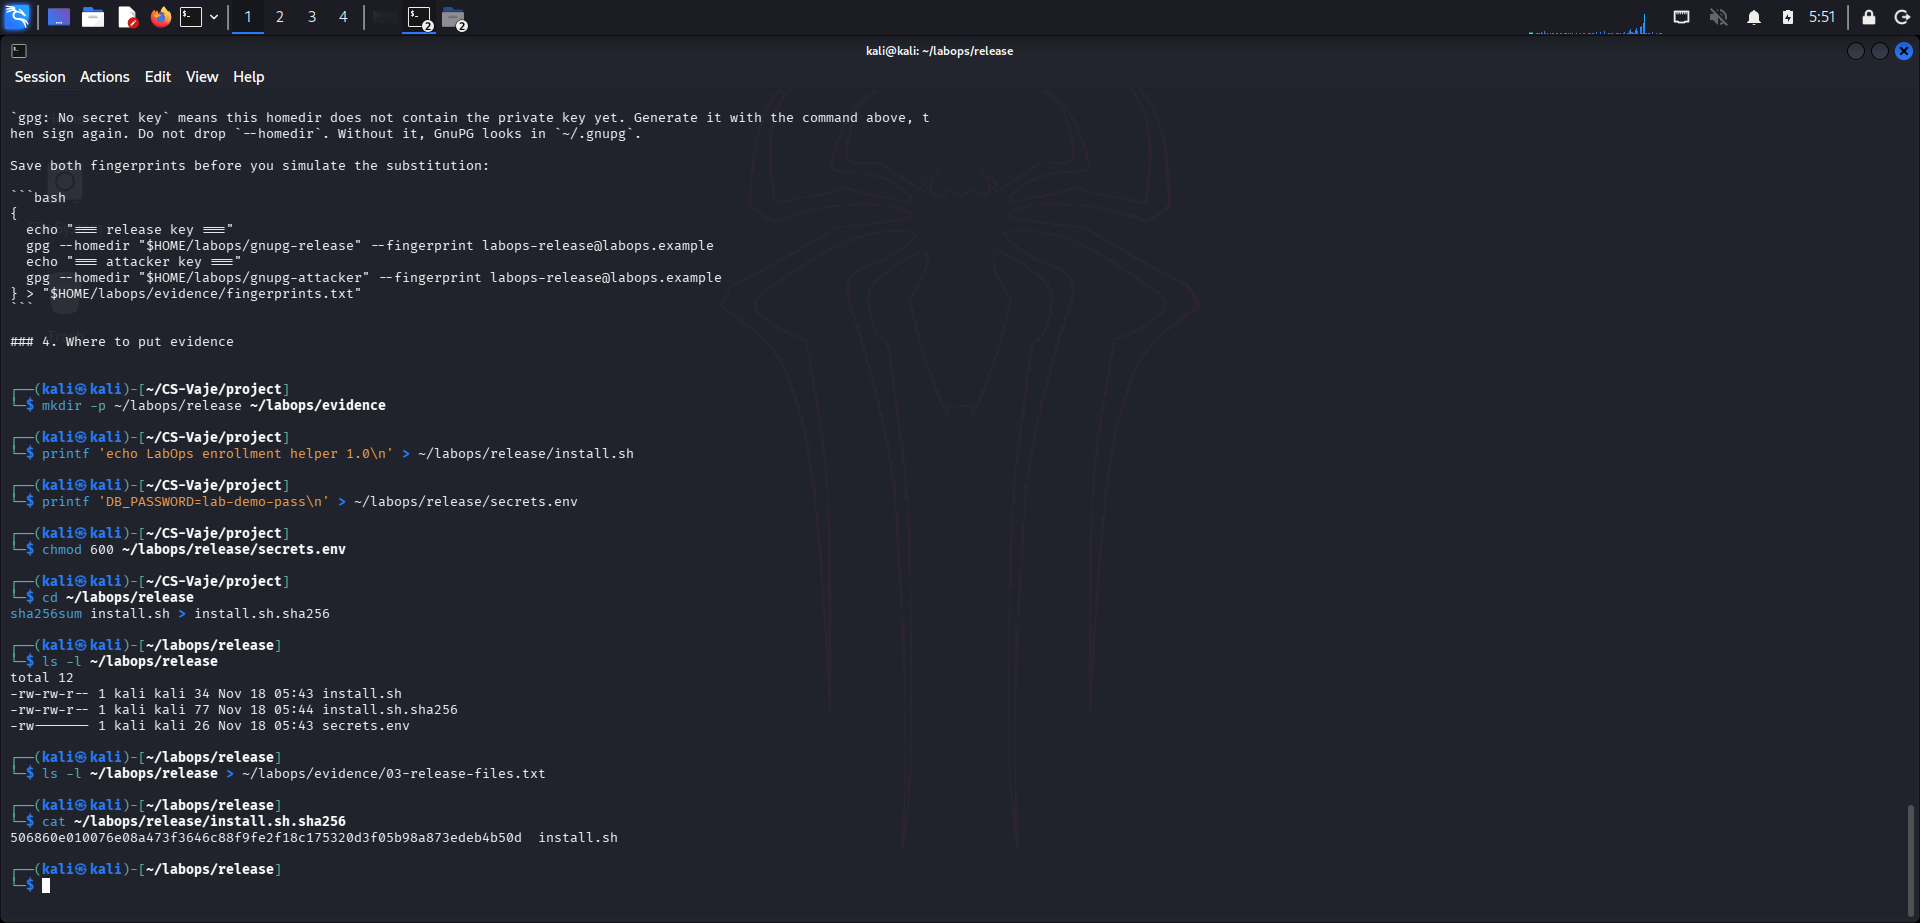 1 2 3 4 2 2 5:51
kali@kali: ~/labops/release
Session Actions Edit View Help
`gpg: No secret key` means this homedir does not contain the private key yet. Generate it with the command above, t
hen sign again. Do not drop `--homedir`. Without it, GnuPG looks in `~/.gnupg`.
Save both fingerprints before you simulate the substitution:
```bash
{
echo "=== release key ==="
gpg --homedir "$HOME/labops/gnupg-release" --fingerprint labops-release@labops.example
echo "=== attacker key ==="
gpg --homedir "$HOME/labops/gnupg-attacker" --fingerprint labops-release@labops.example
} > "$HOME/labops/evidence/fingerprints.txt"
```
### 4. Where to put evidence
┌──(kali㉿kali)-[~/CS-Vaje/project]
└─$ mkdir -p ~/labops/release ~/labops/evidence
┌──(kali㉿kali)-[~/CS-Vaje/project]
└─$ printf 'echo LabOps enrollment helper 1.0\n' > ~/labops/release/install.sh
┌──(kali㉿kali)-[~/CS-Vaje/project]
└─$ printf 'DB_PASSWORD=lab-demo-pass\n' > ~/labops/release/secrets.env
┌──(kali㉿kali)-[~/CS-Vaje/project]
└─$ chmod 600 ~/labops/release/secrets.env
┌──(kali㉿kali)-[~/CS-Vaje/project]
└─$ cd ~/labops/release
sha256sum install.sh > install.sh.sha256
┌──(kali㉿kali)-[~/labops/release]
└─$ ls -l ~/labops/release
total 12
-rw-rw-r-- 1 kali kali 34 Nov 18 05:43 install.sh
-rw-rw-r-- 1 kali kali 77 Nov 18 05:44 install.sh.sha256
-rw------- 1 kali kali 26 Nov 18 05:43 secrets.env
┌──(kali㉿kali)-[~/labops/release]
└─$ ls -l ~/labops/release > ~/labops/evidence/03-release-files.txt
┌──(kali㉿kali)-[~/labops/release]
└─$ cat ~/labops/release/install.sh.sha256
506860e010076e08a473f3646c88f9fe2f18c175320d3f05b98a873edeb4b50d  install.sh
┌──(kali㉿kali)-[~/labops/release]
└─$